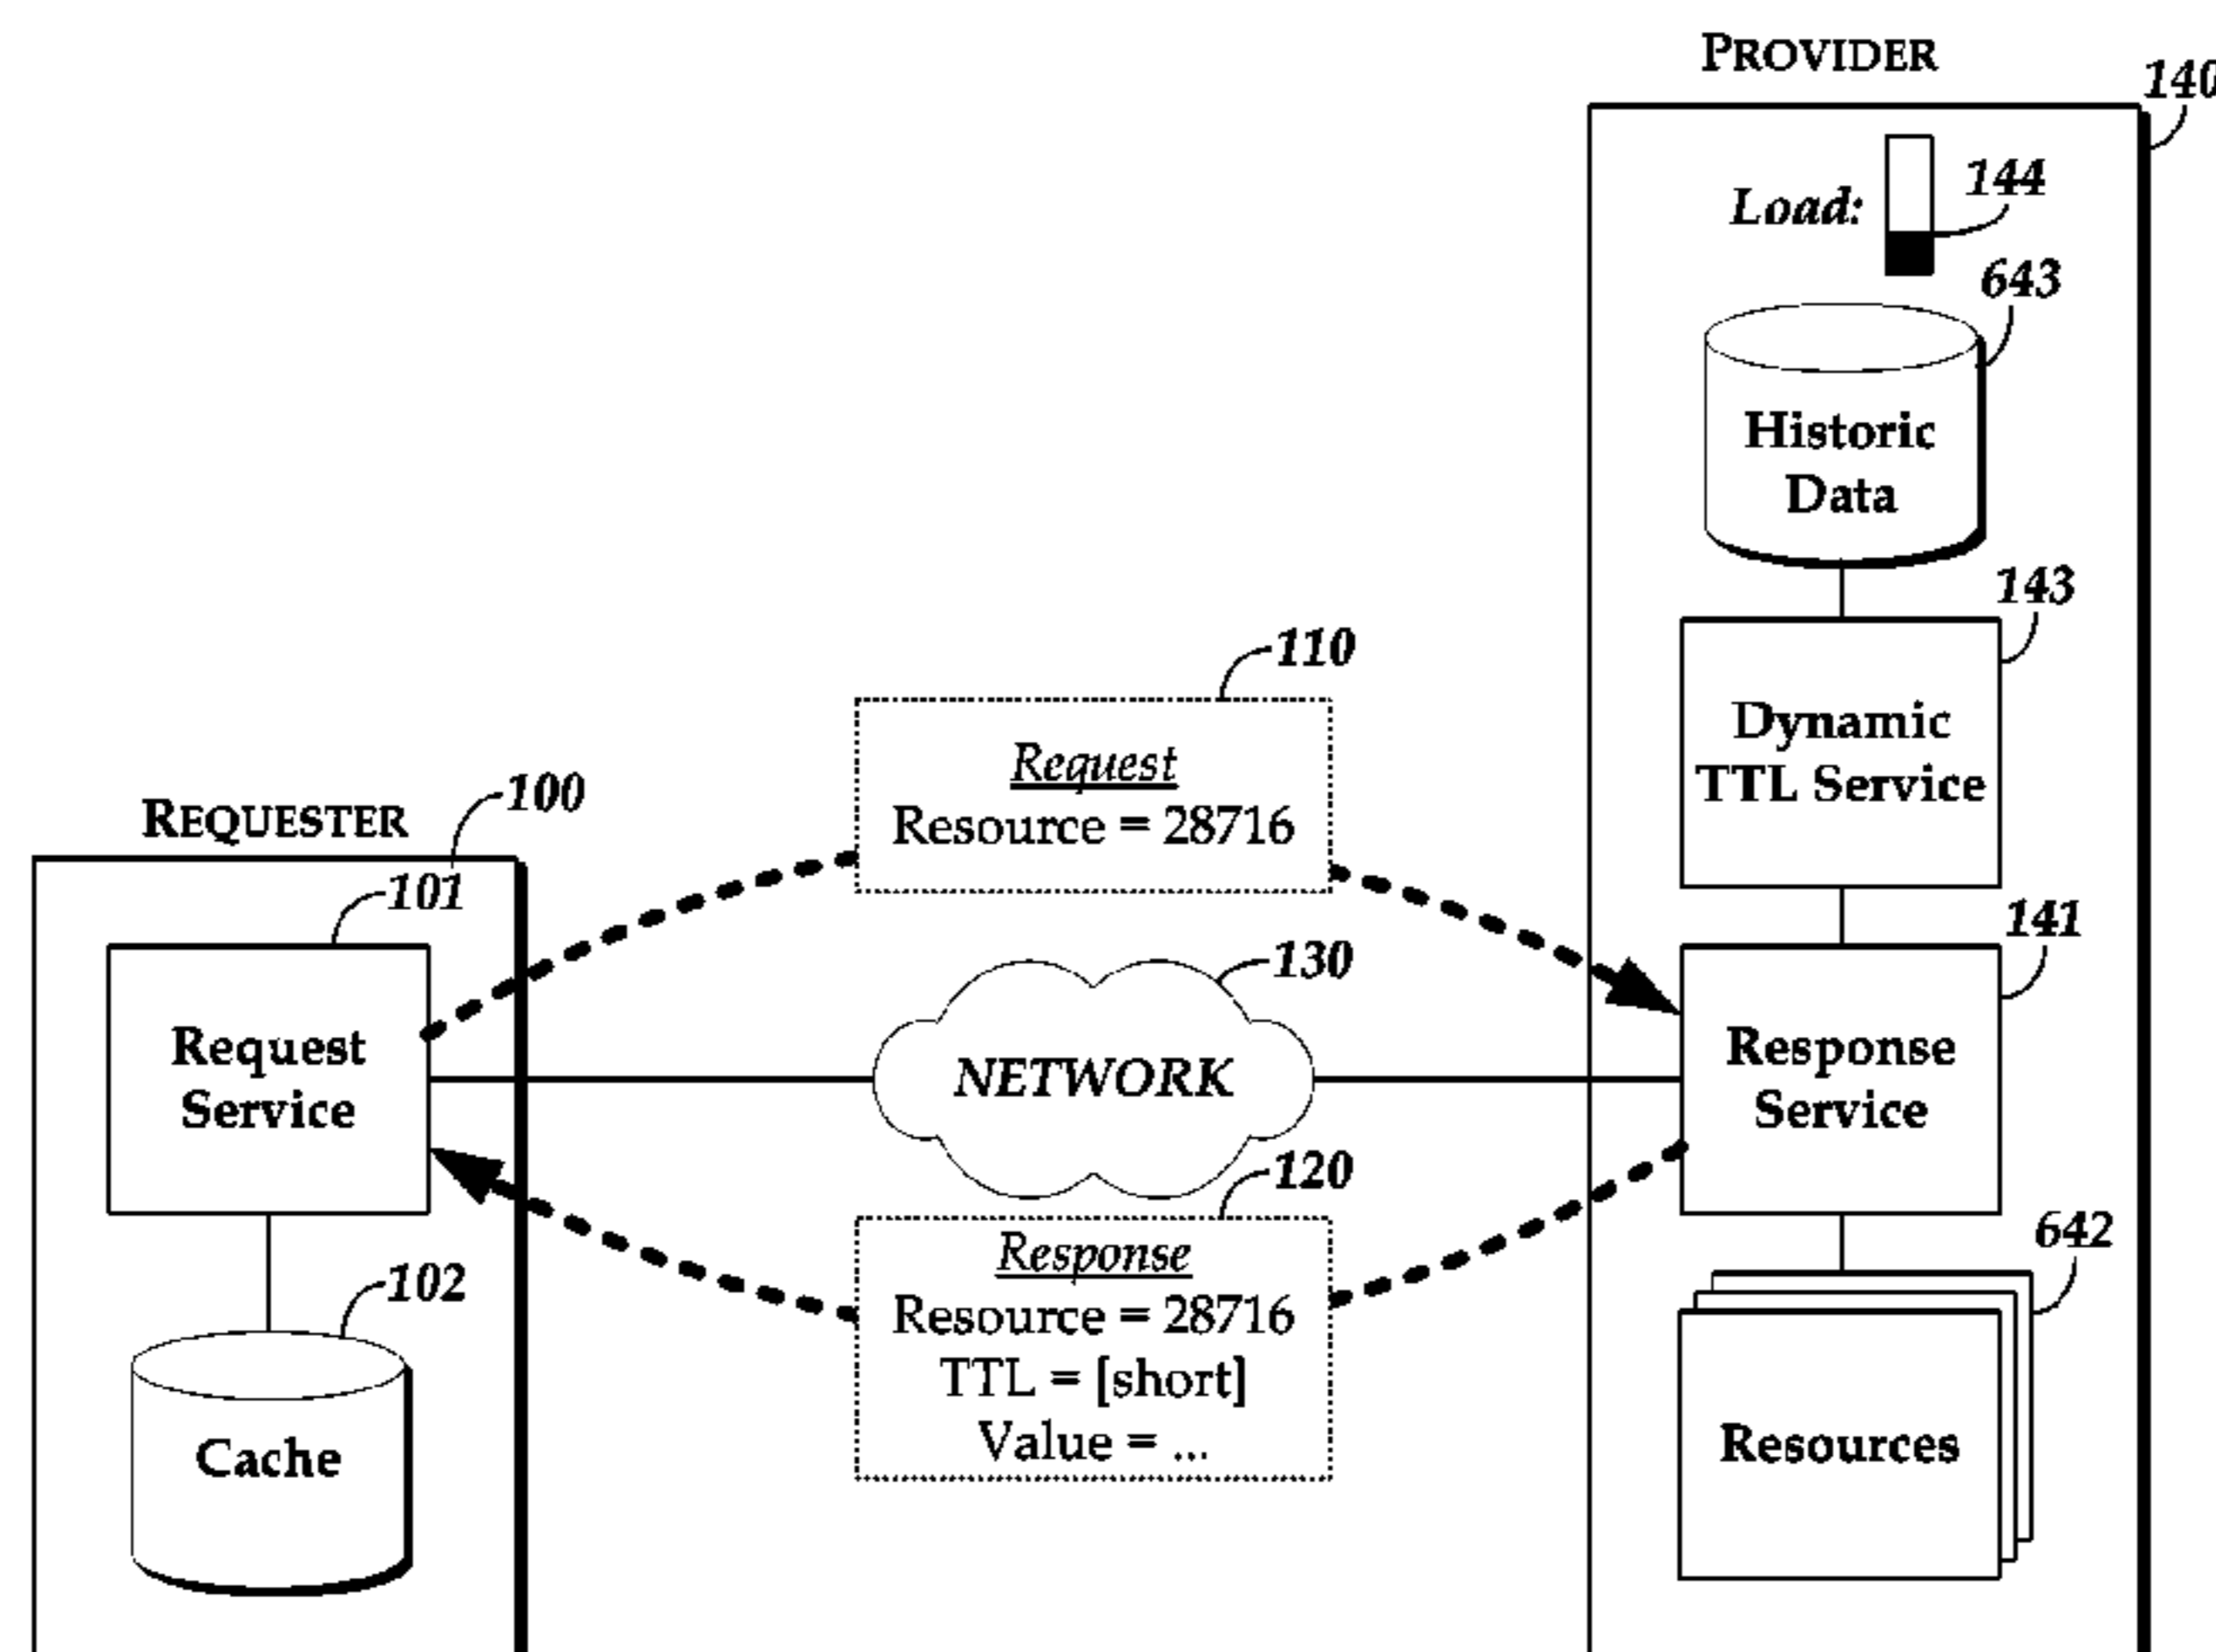 PROVIDER
140
Load:
144
643
Historic
Data
143
Dynamic
TTL Service
110
Request
Resource = 28716
REQUESTER
100
101
Request
Service
130
NETWORK
141
Response
Service
120
Response
Resource = 28716
TTL = [short]
Value = ...
102
Cache
642
Resources